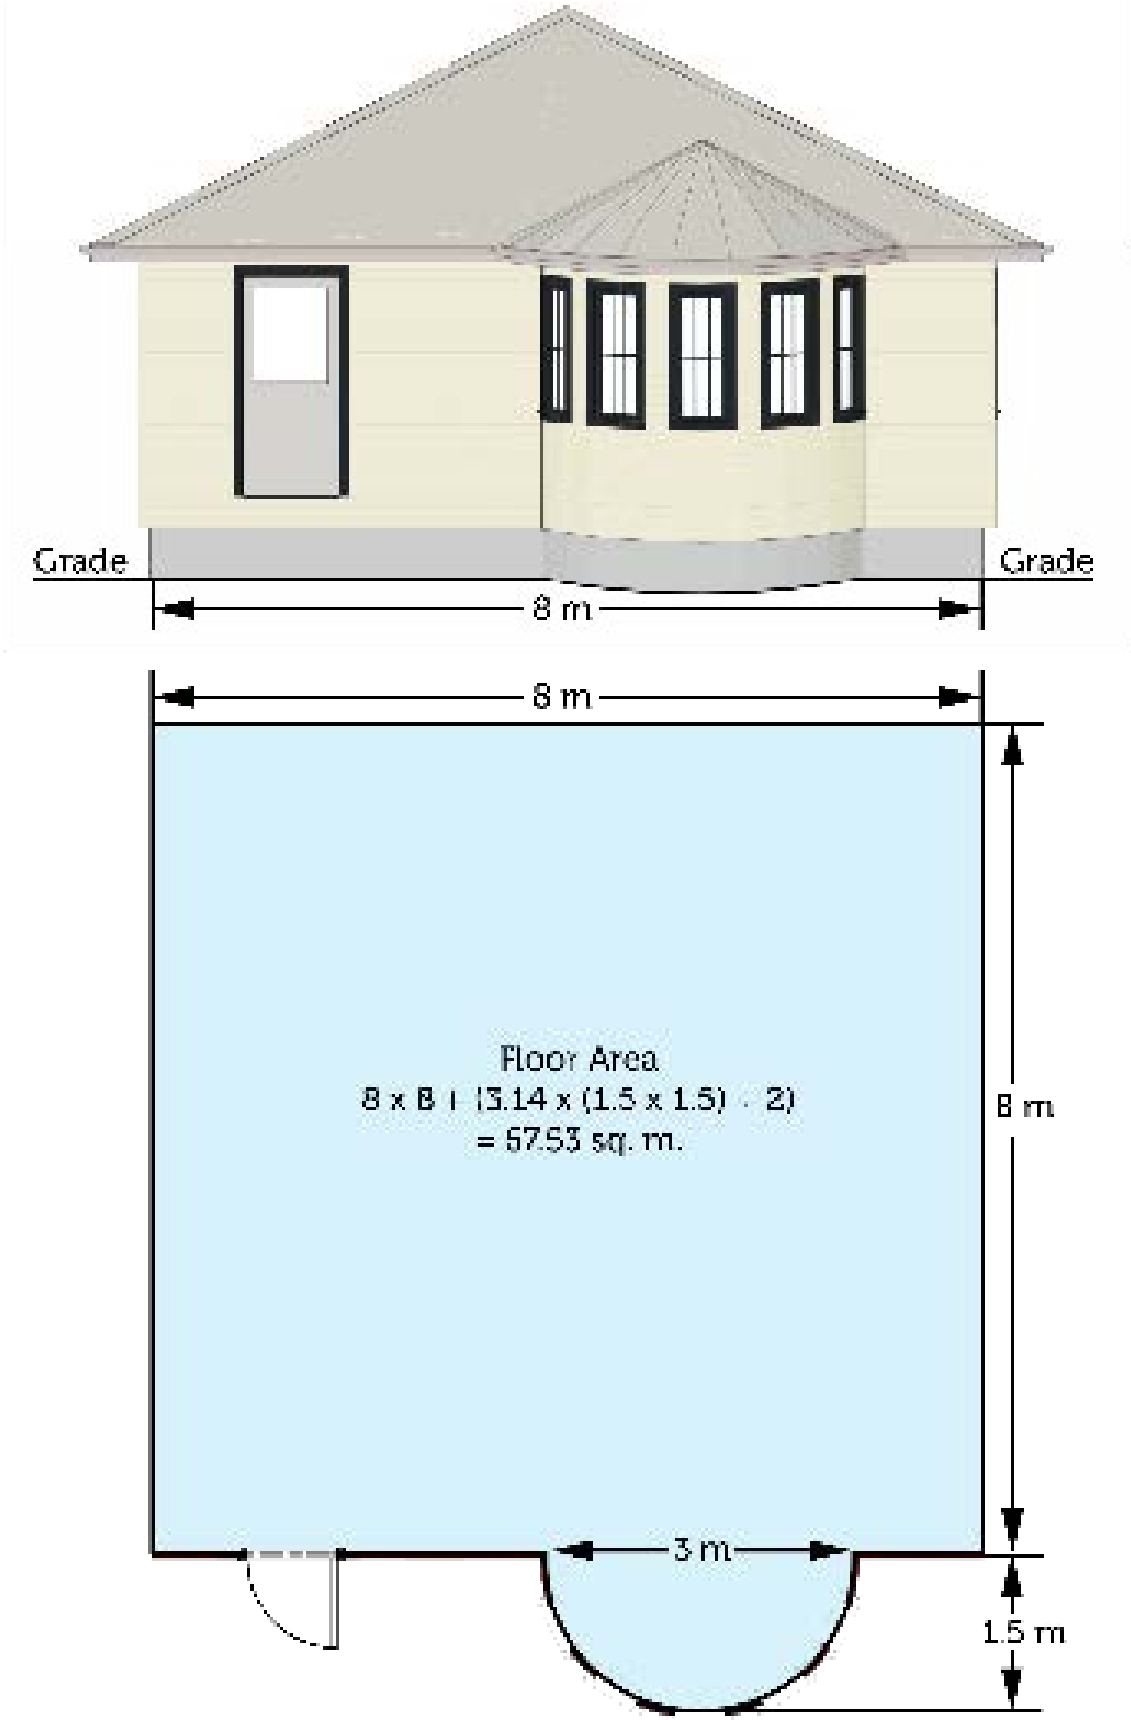 Grade
Grade
8 m
8 m
Floor Area
8 x 8 + (3.14 x (1.5 x 1.5) ÷ 2)
= 67.53 sq. m.
8 m
3 m
1.5 m